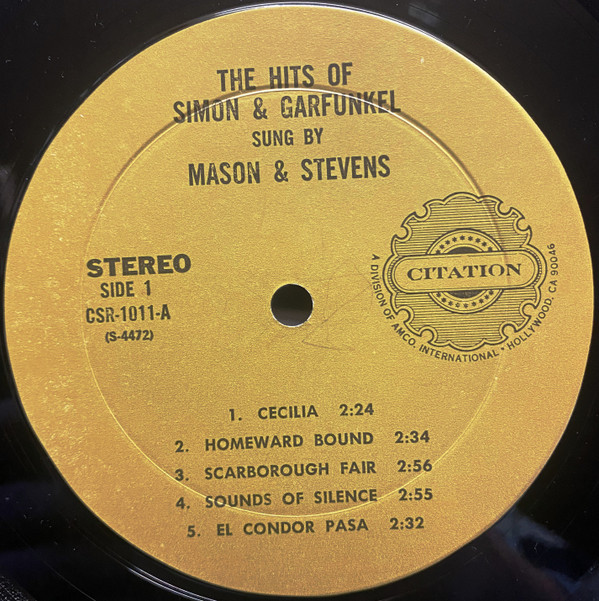 THE HITS OF
SIMON & GARFUNKEL
SUNG BY
MASON & STEVENS
STEREO
SIDE 1
CSR-1011-A
(S-4472)
CITATION
A DIVISION OF AMCO. INTERNATIONAL • HOLLYWOOD, CA 90046
1. CECILIA 2:24
2. HOMEWARD BOUND 2:34
3. SCARBOROUGH FAIR 2:56
4. SOUNDS OF SILENCE 2:55
5. EL CONDOR PASA 2:32